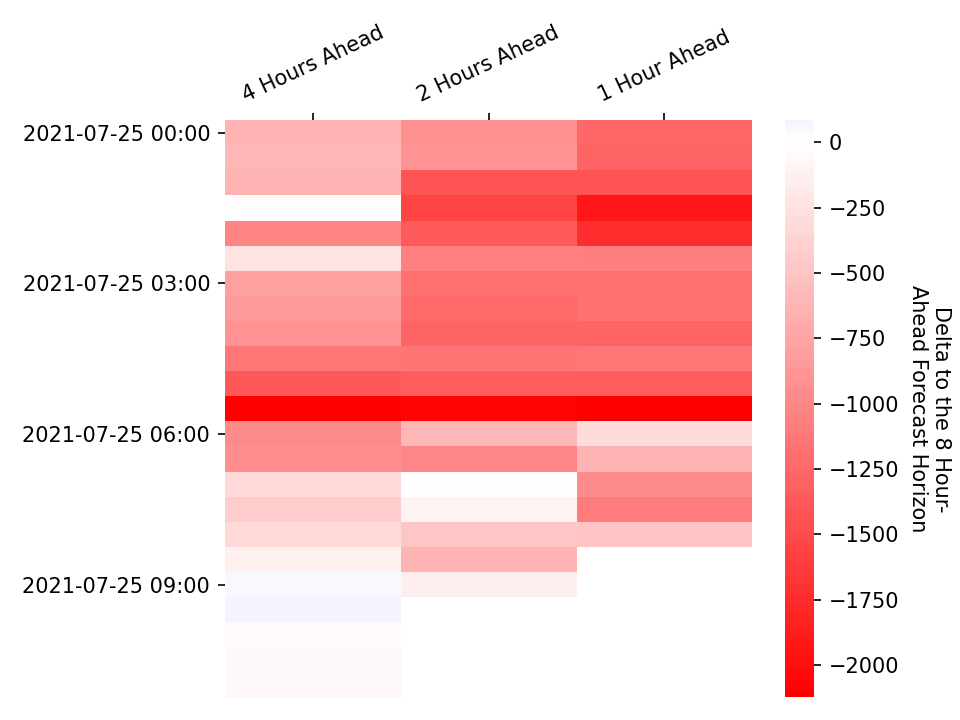 4 Hours Ahead
2 Hours Ahead
1 Hour Ahead
2021-07-25 00:00
2021-07-25 03:00
2021-07-25 06:00
2021-07-25 09:00
0
−250
−500
−750
−1000
−1250
−1500
−1750
−2000
Delta to the 8 Hour-
Ahead Forecast Horizon